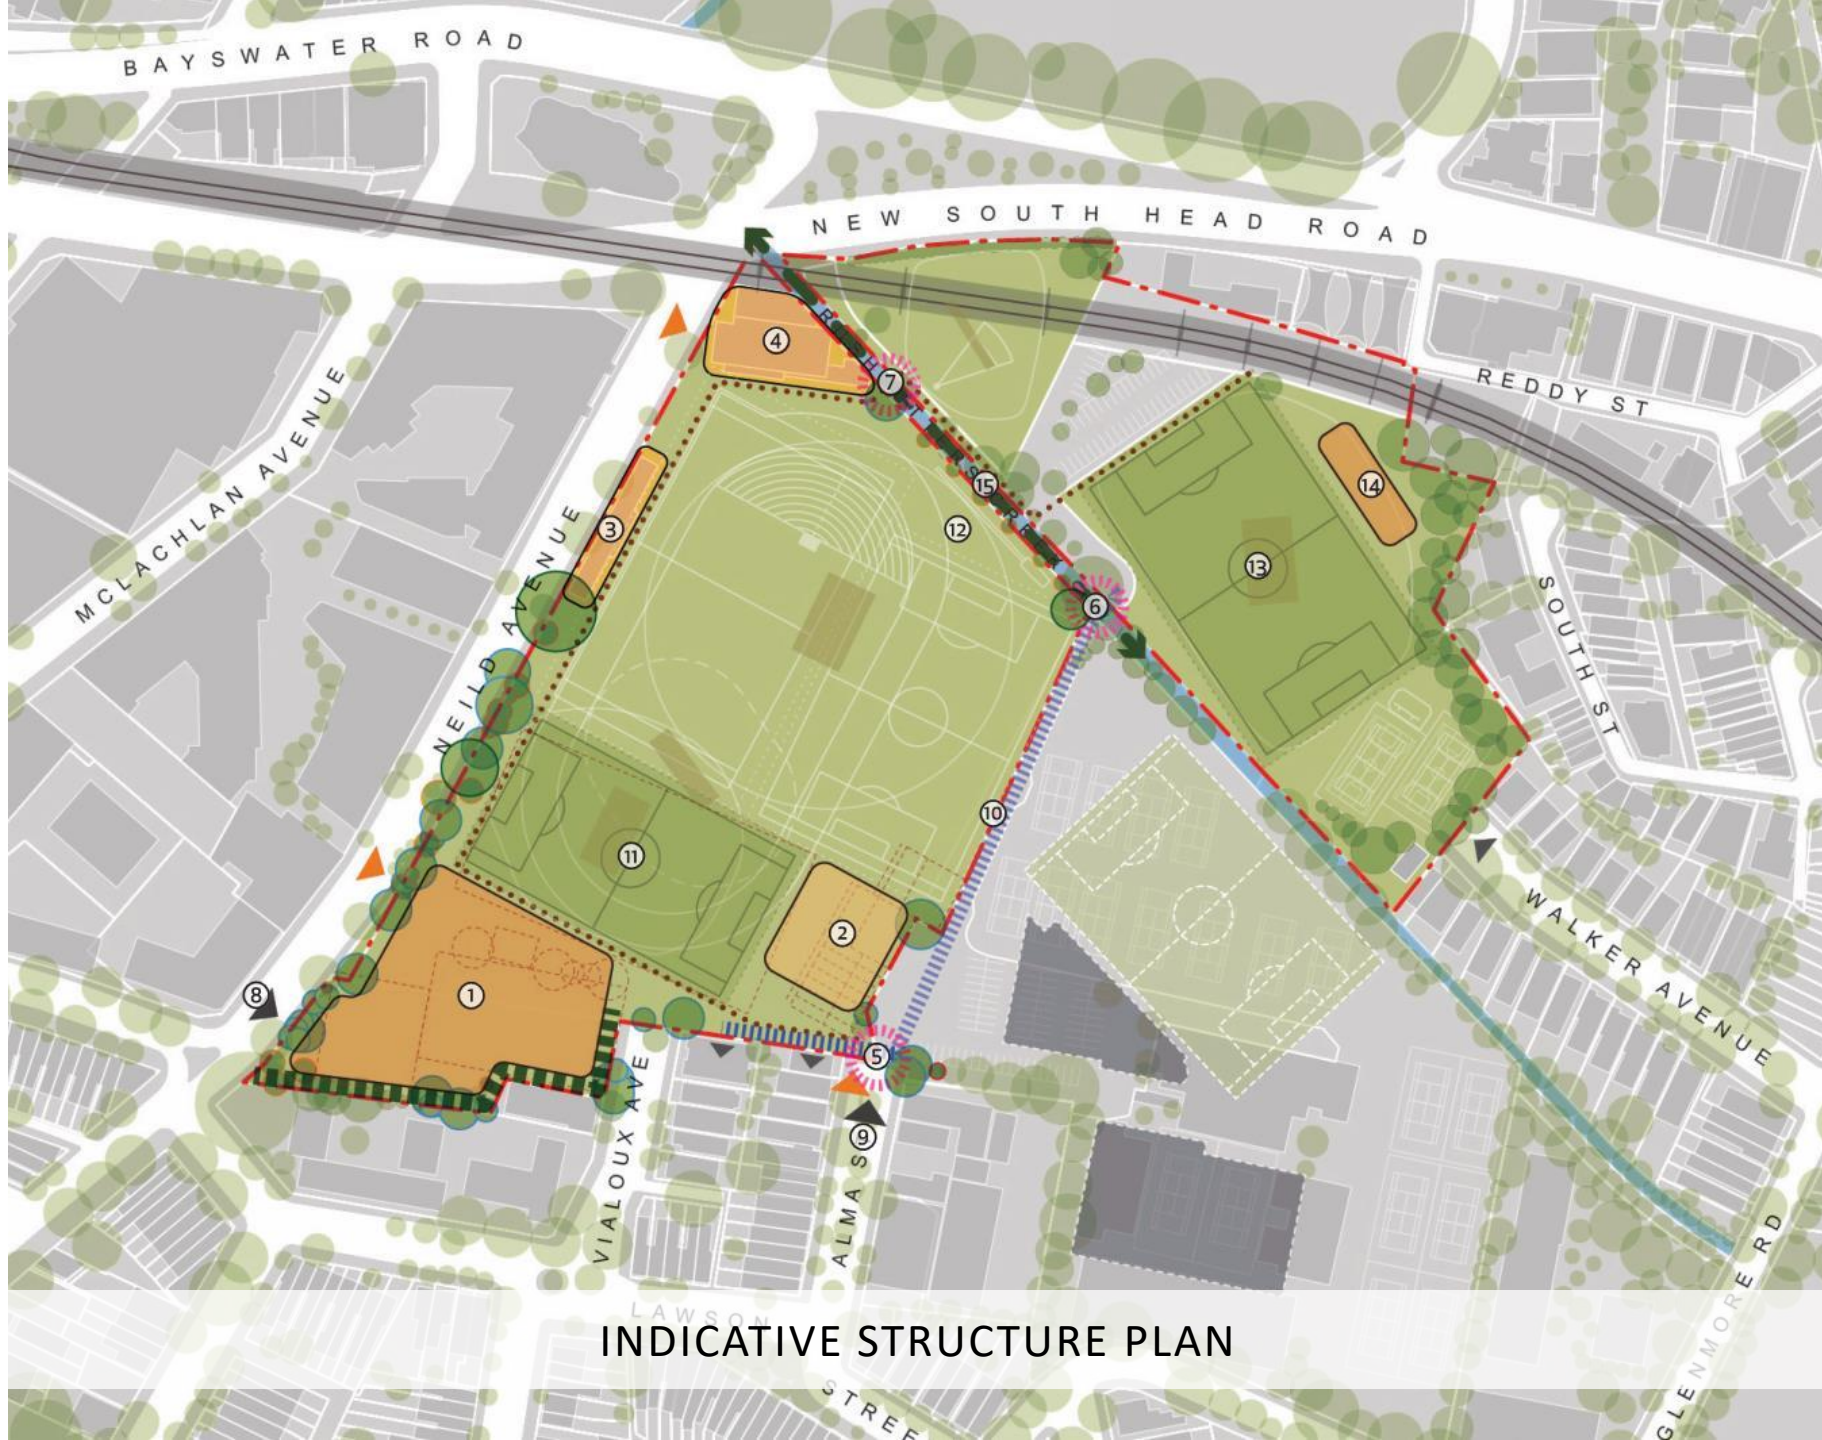 BAYSWATER ROAD
NEW SOUTH HEAD ROAD
4
7
REDDY ST
MCLACHLAN AVENUE
3
15
14
12
13
6
SOUTH ST
NEILD AVENUE
10
11
2
WALKER AVENUE
8
1
5
9
VIALOUX AVE
ALMA S
GLENMORE RD
LAWSON
INDICATIVE STRUCTURE PLAN
STREE